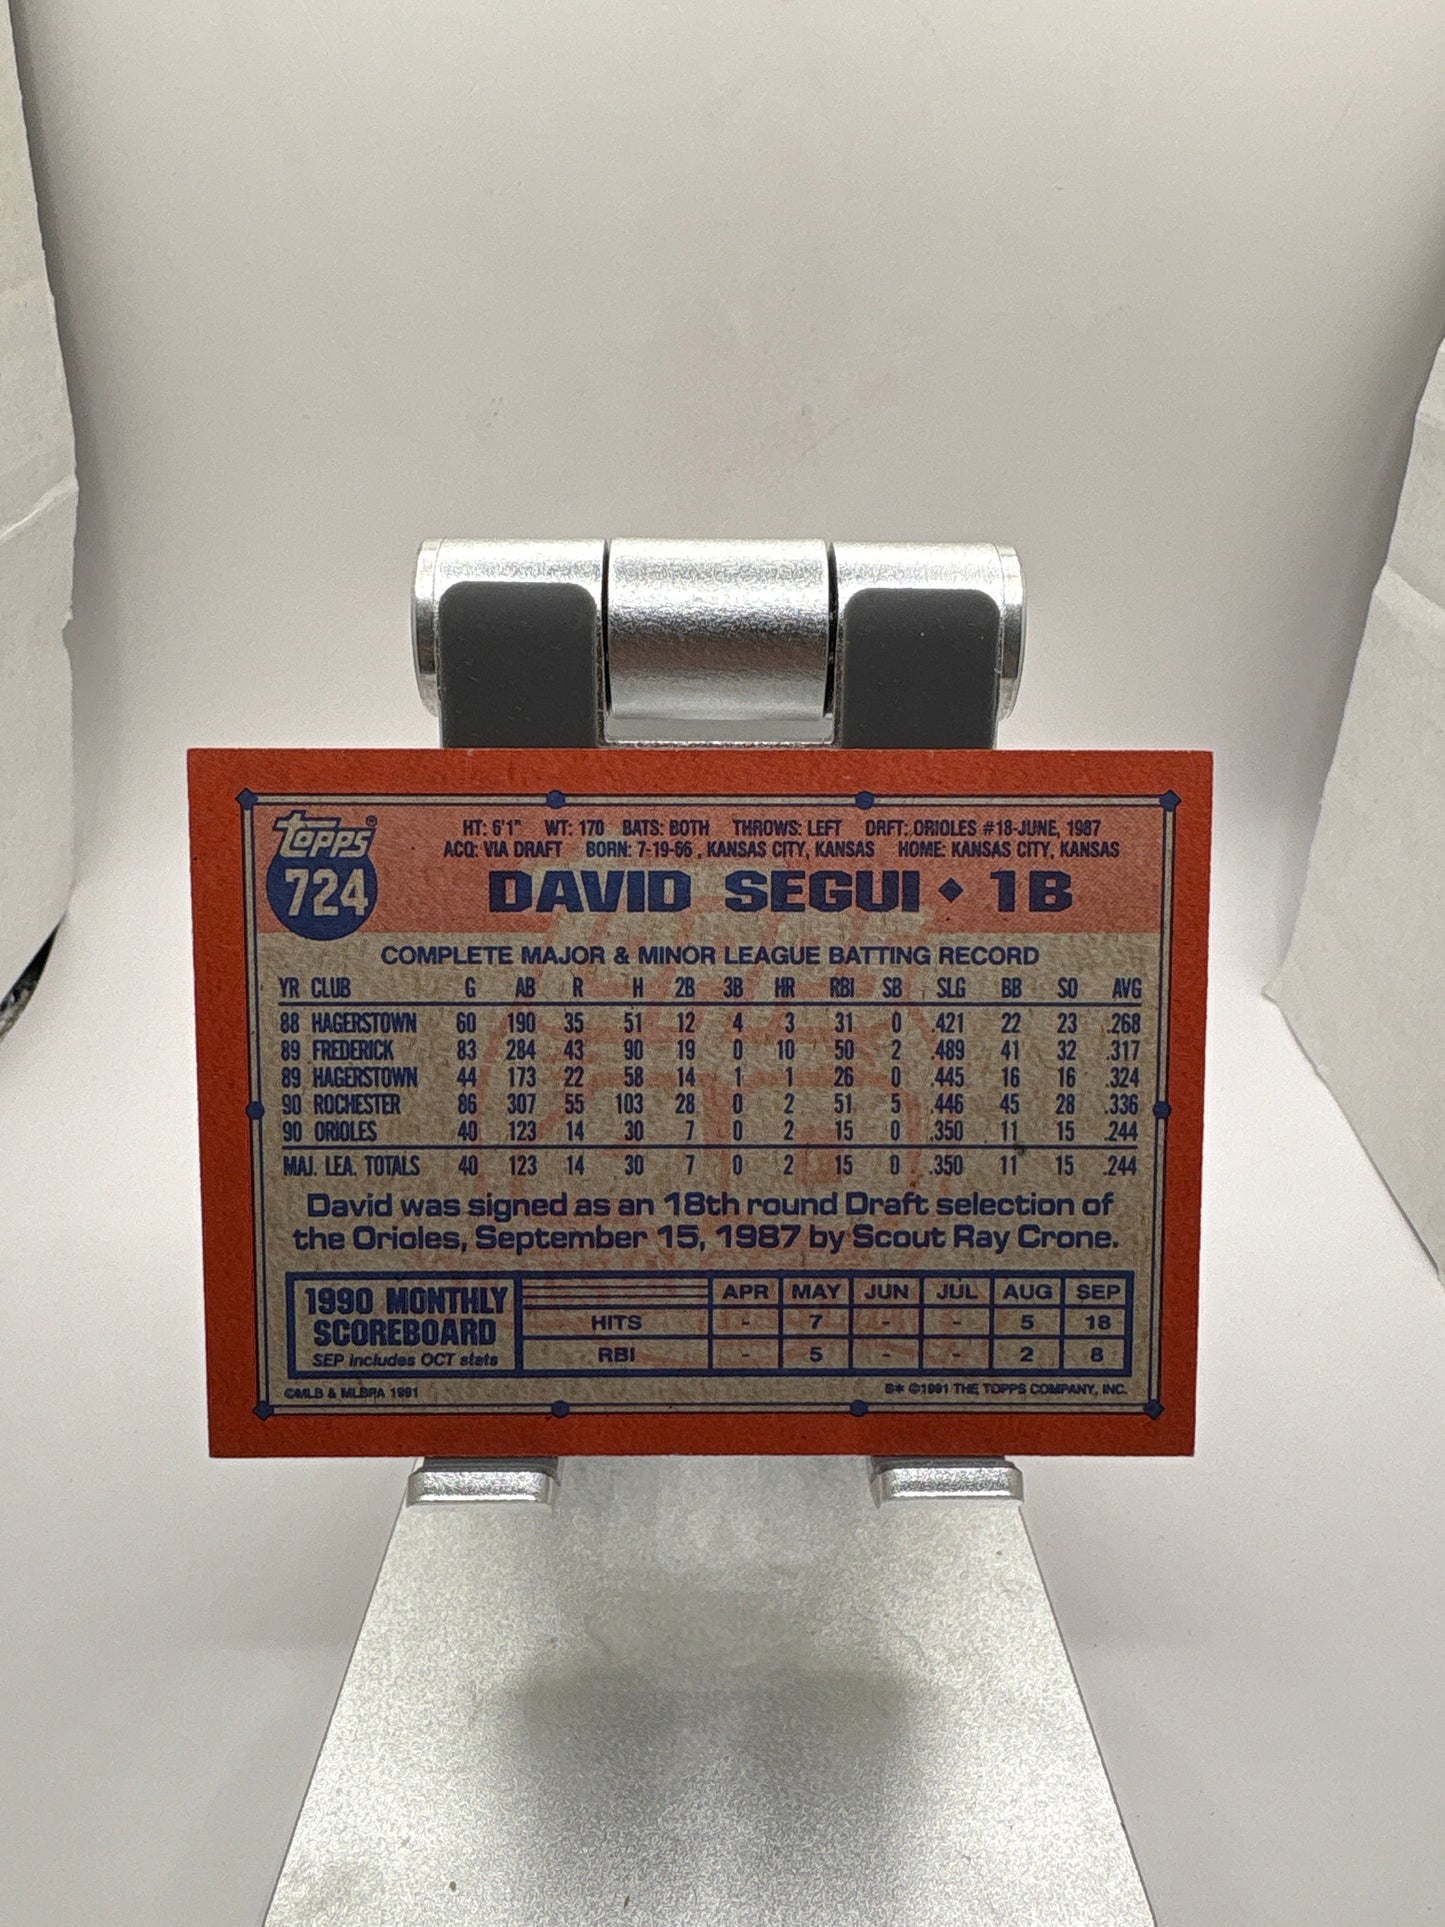 Topps®
724
HT: 6'1" WT: 170 BATS: BOTH THROWS: LEFT DRFT: ORIOLES #18-JUNE, 1987
ACQ: VIA DRAFT BORN: 7-19-66 , KANSAS CITY, KANSAS HOME: KANSAS CITY, KANSAS
DAVID SEGUI ◆ 1B
COMPLETE MAJOR & MINOR LEAGUE BATTING RECORD
YR CLUB G AB R H 2B 3B HR RBI SB SLG BB SO AVG
88 HAGERSTOWN 60 190 35 51 12 4 3 31 0 .421 22 23 .268
89 FREDERICK 83 284 43 90 19 0 10 50 2 .489 41 32 .317
89 HAGERSTOWN 44 173 22 58 14 1 1 26 0 .445 16 16 .324
90 ROCHESTER 86 307 55 103 28 0 2 51 5 .446 45 28 .336
90 ORIOLES 40 123 14 30 7 0 2 15 0 .350 11 15 .244
MAJ. LEA. TOTALS 40 123 14 30 7 0 2 15 0 .350 11 15 .244
David was signed as an 18th round Draft selection of
the Orioles, September 15, 1987 by Scout Ray Crone.
1990 MONTHLY
SCOREBOARD
SEP includes OCT stats
APR MAY JUN JUL AUG SEP
HITS - 7 - - 5 18
RBI - 5 - - 2 8
©MLB & MLBPA 1991
B* ©1991 THE TOPPS COMPANY, INC.